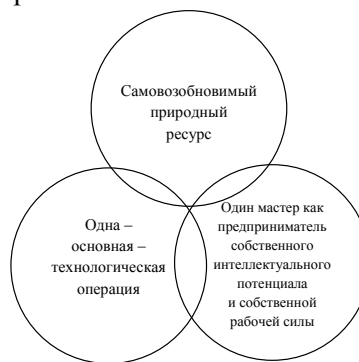 Самовозобновимый
природный
ресурс
Одна –
основная –
технологическая
операция
Один мастер как
предприниматель
собственного
интеллектуального
потенциала
и собственной
рабочей силы